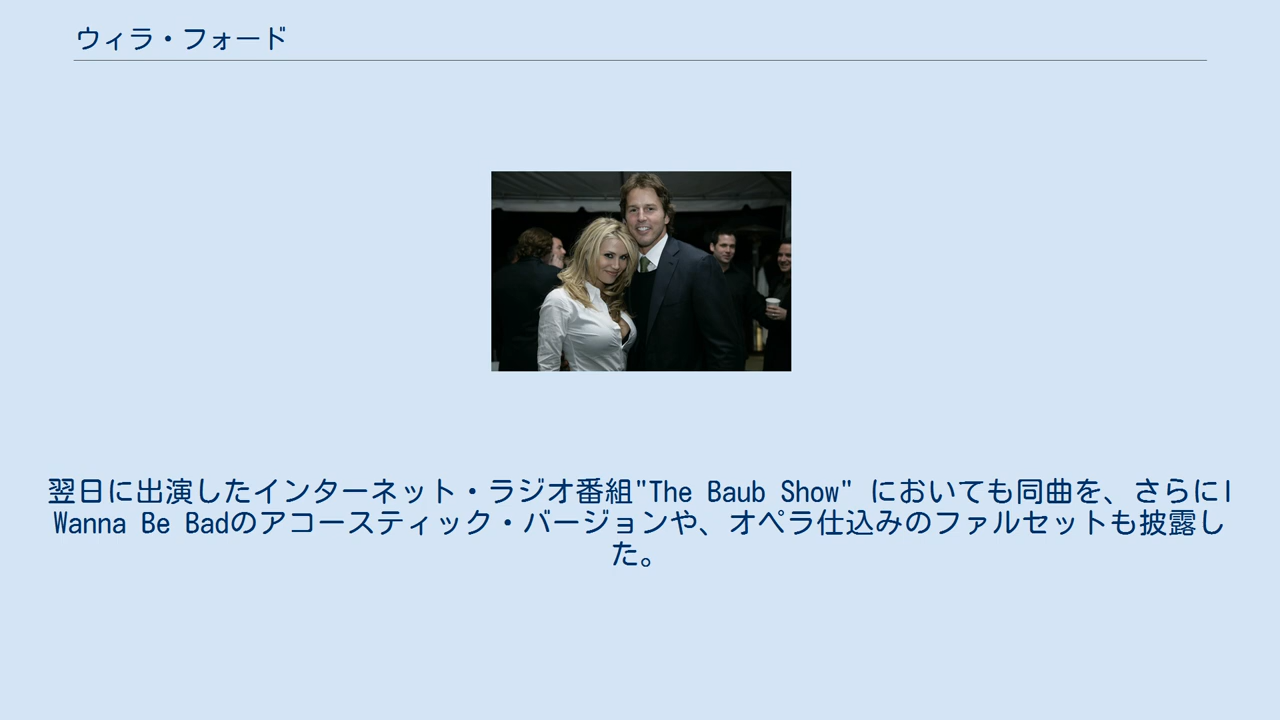 ウィラ・フォード
翌日に出演したインターネット・ラジオ番組"The Baub Show" においても同曲を、さらにI
Wanna Be Badのアコースティック・バージョンや、オペラ仕込みのファルセットも披露し
た。